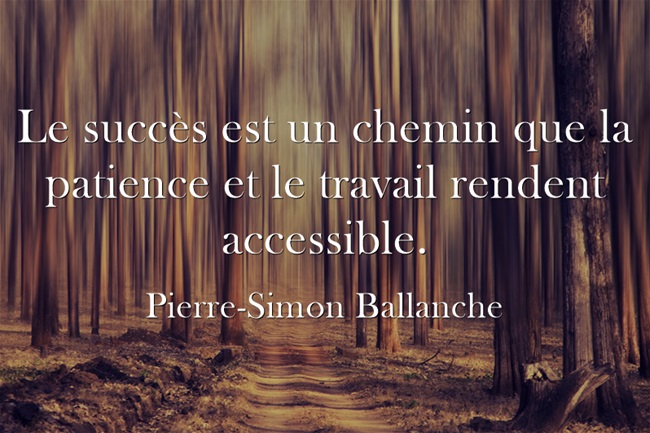 Le succès est un chemin que la
patience et le travail rendent
accessible.
Pierre-Simon Ballanche